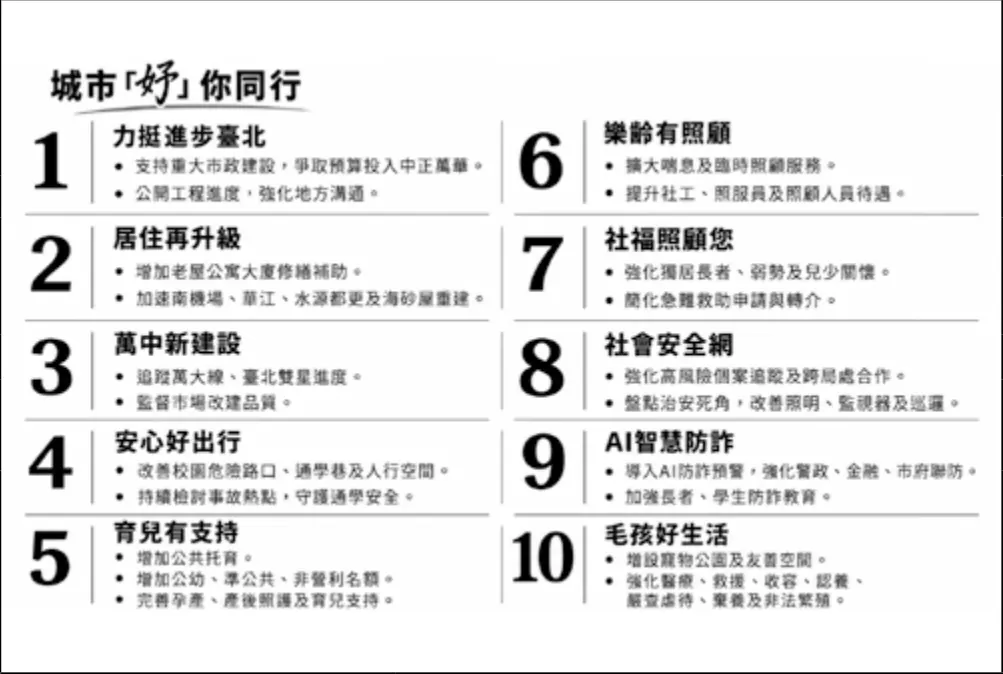 城市「妤」你同行
1
力挺進步臺北
• 支持重大市政建設，爭取預算投入中正萬華。
• 公開工程進度，強化地方溝通。
2
居住再升級
• 增加老屋公寓大廈修繕補助。
• 加速南機場、華江、水源都更及海砂屋重建。
3
萬中新建設
• 追蹤萬大線、臺北雙星進度。
• 監督市場改建品質。
4
安心好出行
• 改善校園危險路口、通學巷及人行空間。
• 持續檢討事故熱點，守護通學安全。
5
育兒有支持
• 增加公共托育。
• 增加公幼、準公共、非營利名額。
• 完善孕產、產後照護及育兒支持。
6
樂齡有照顧
• 擴大喘息及臨時照顧服務。
• 提升社工、照服員及照顧人員待遇。
7
社福照顧您
• 強化獨居長者、弱勢及兒少關懷。
• 簡化急難救助申請與轉介。
8
社會安全網
• 強化高風險個案追蹤及跨局處合作。
• 盤點治安死角，改善照明、監視器及巡邏。
9
AI智慧防詐
• 導入AI防詐預警，強化警政、金融、市府聯防。
• 加強長者、學生防詐教育。
10
毛孩好生活
• 增設寵物公園及友善空間。
• 強化醫療、救援、收容、認養、
嚴查虐待、棄養及非法繁殖。